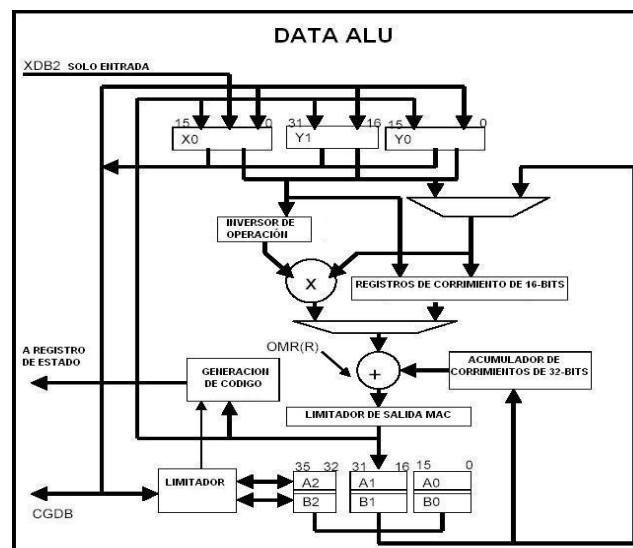 DATA ALU
XDB2 SOLO ENTRADA
15 0 31 16 15 0
X0 Y1 Y0
INVERSOR DE
OPERACIÓN
X
REGISTROS DE CORRIMIENTO DE 16-BITS
OMR(R)
A REGISTRO
DE ESTADO
GENERACION
DE CODIGO
+
ACUMULADOR DE
CORRIMIENTOS DE 32-BITS
LIMITADOR DE SALIDA MAC
35 32 31 16 15 0
LIMITADOR
A2 A1 A0
B2 B1 B0
CGDB